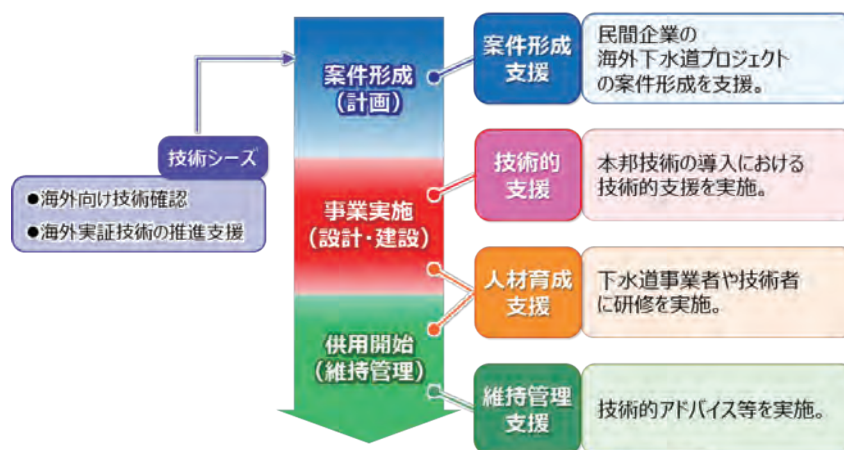 技術シーズ
●海外向け技術確認
●海外実証技術の推進支援
案件形成
(計画)
事業実施
(設計・建設)
供用開始
(維持管理)
案件形成
支援
民間企業の
海外下水道プロジェクト
の案件形成を支援。
技術的
支援
本邦技術の導入における
技術的支援を実施。
人材育成
支援
下水道事業者や技術者
に研修を実施。
維持管理
支援
技術的アドバイス等を実施。